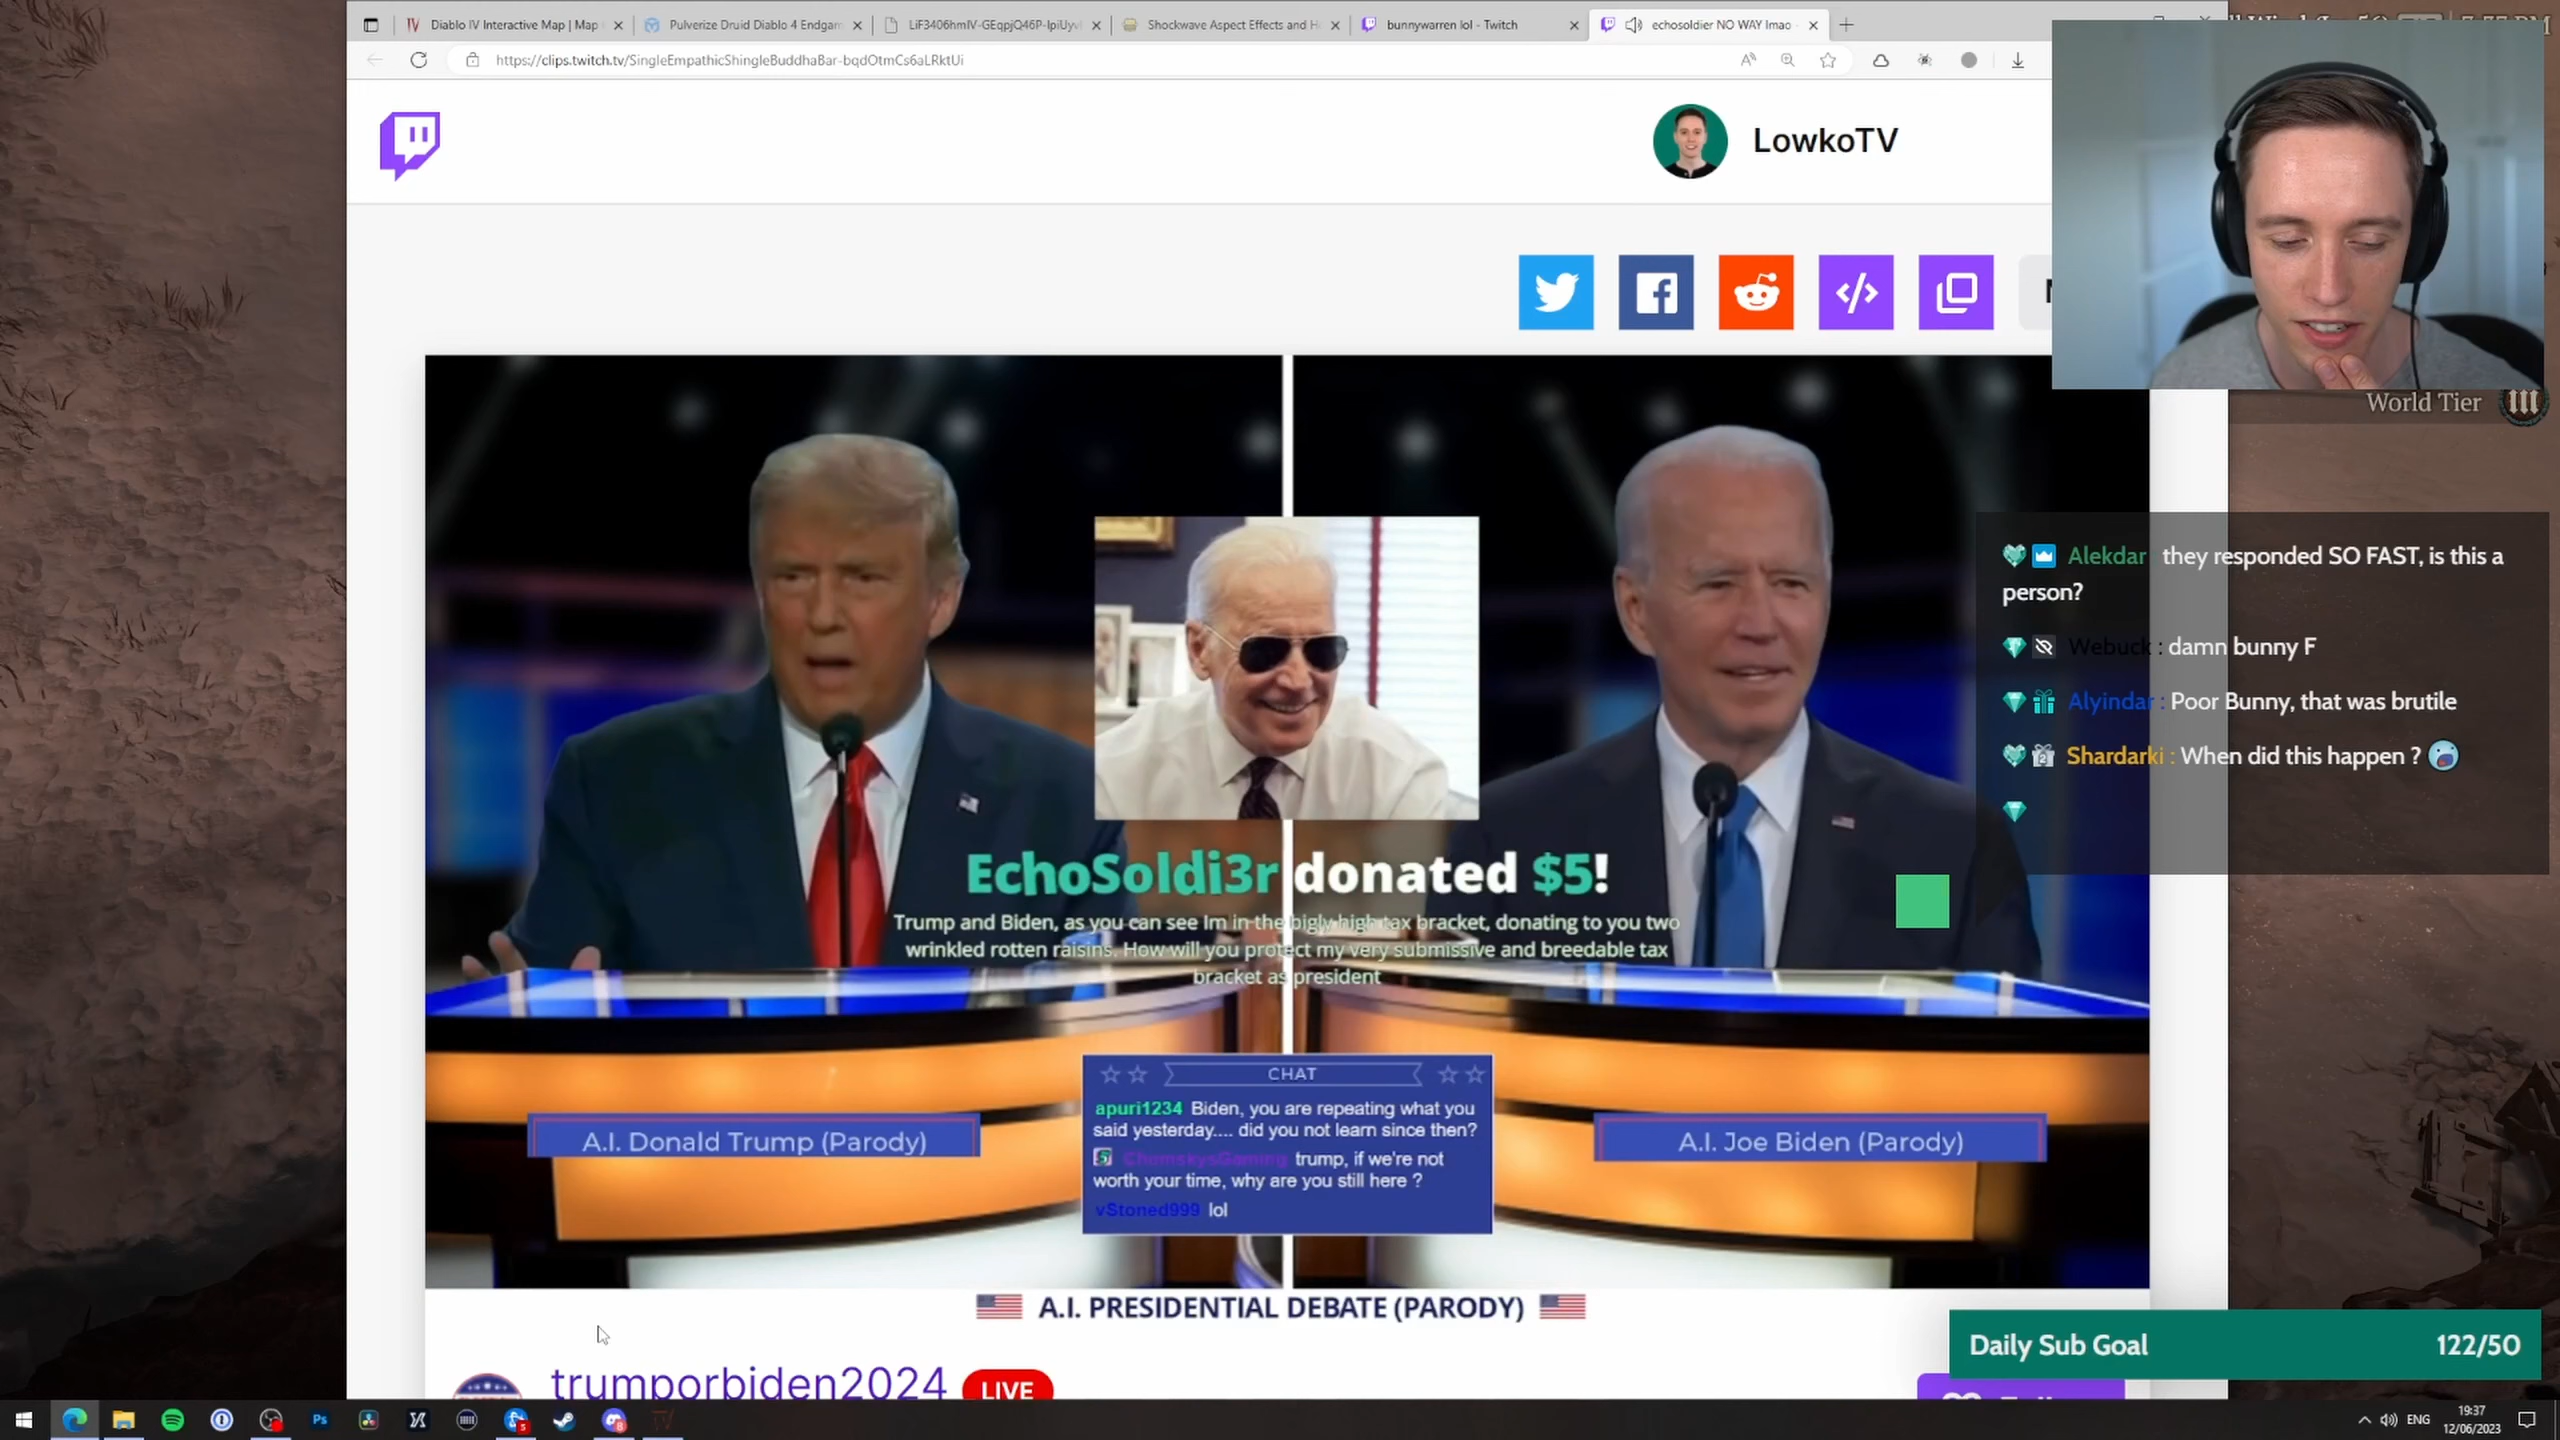 Diablo IV Interactive Map | Map
Pulverize Druid Diablo 4 Endgam
LiF3406hmIV-GEqpjQ46P-IpiUyvl
Shockwave Aspect Effects and H
bunnywarren lol - Twitch
echosoldier NO WAY lmao -
https://clips.twitch.tv/SingleEmpathicShingleBuddhaBar-bqdOtmCs6aLRktUi
LowkoTV
World Tier III
Alekdar they responded SO FAST, is this a
person?
Webuck : damn bunny F
Alyindar : Poor Bunny, that was brutile
Shardarki : When did this happen ?
EchoSoldi3r donated $5!
Trump and Biden, as you can see Im in the bigly high tax bracket, donating to you two
wrinkled rotten raisins. How will you protect my very submissive and breedable tax
bracket as president
CHAT
apuri1234 Biden, you are repeating what you
said yesterday.... did you not learn since then?
ChomskysGaming trump, if we're not
worth your time, why are you still here ?
vStoned999 lol
A.I. Donald Trump (Parody)
A.I. Joe Biden (Parody)
A.I. PRESIDENTIAL DEBATE (PARODY)
trumporbiden2024 LIVE
Daily Sub Goal 122/50
Ps
ENG
19:37
12/06/2023